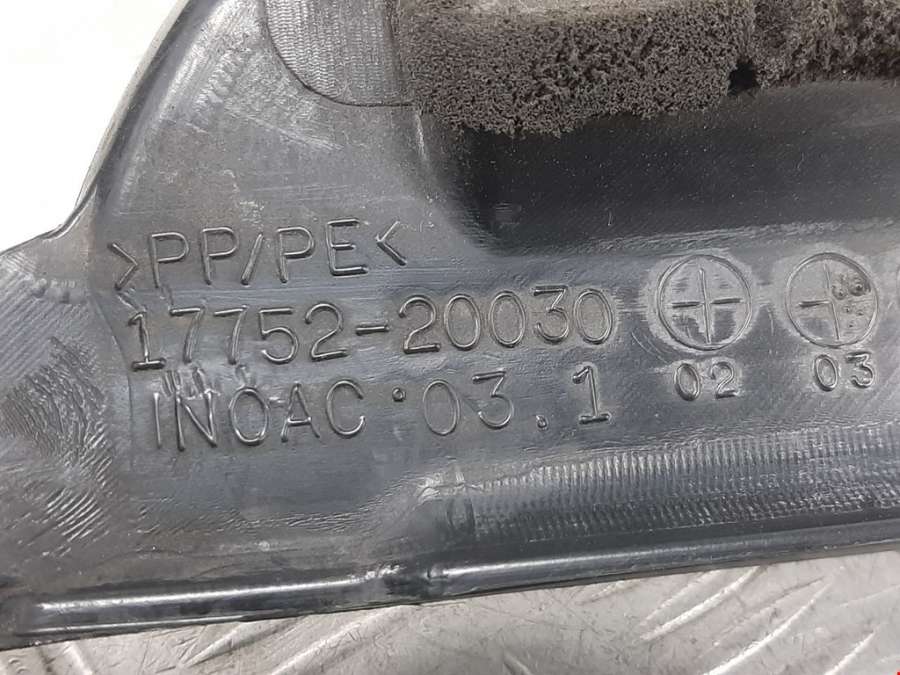 >PP/PE<
17752-20030
INOAC·03.1
02
03